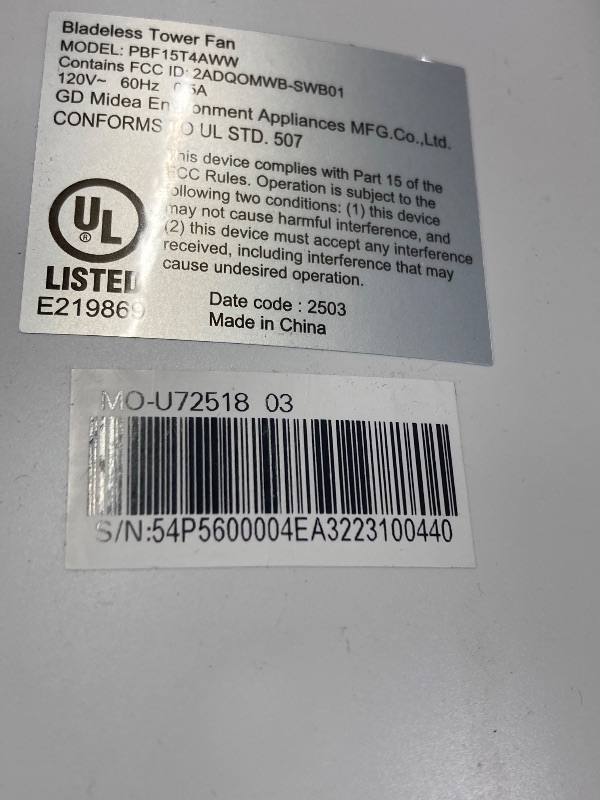 Bladeless Tower Fan
MODEL: PBF15T4AWW
Contains FCC ID: 2ADQOMWB-SWB01
120V~ 60Hz 0.5A
GD Midea Environment Appliances MFG.Co.,Ltd.
CONFORMS TO UL STD. 507
This device complies with Part 15 of the
FCC Rules. Operation is subject to the
following two conditions: (1) this device
may not cause harmful interference, and
(2) this device must accept any interference
received, including interference that may
cause undesired operation.
UL
®
LISTED
E219869
Date code : 2503
Made in China
MO-U72518 03
S/N:54P5600004EA3223100440